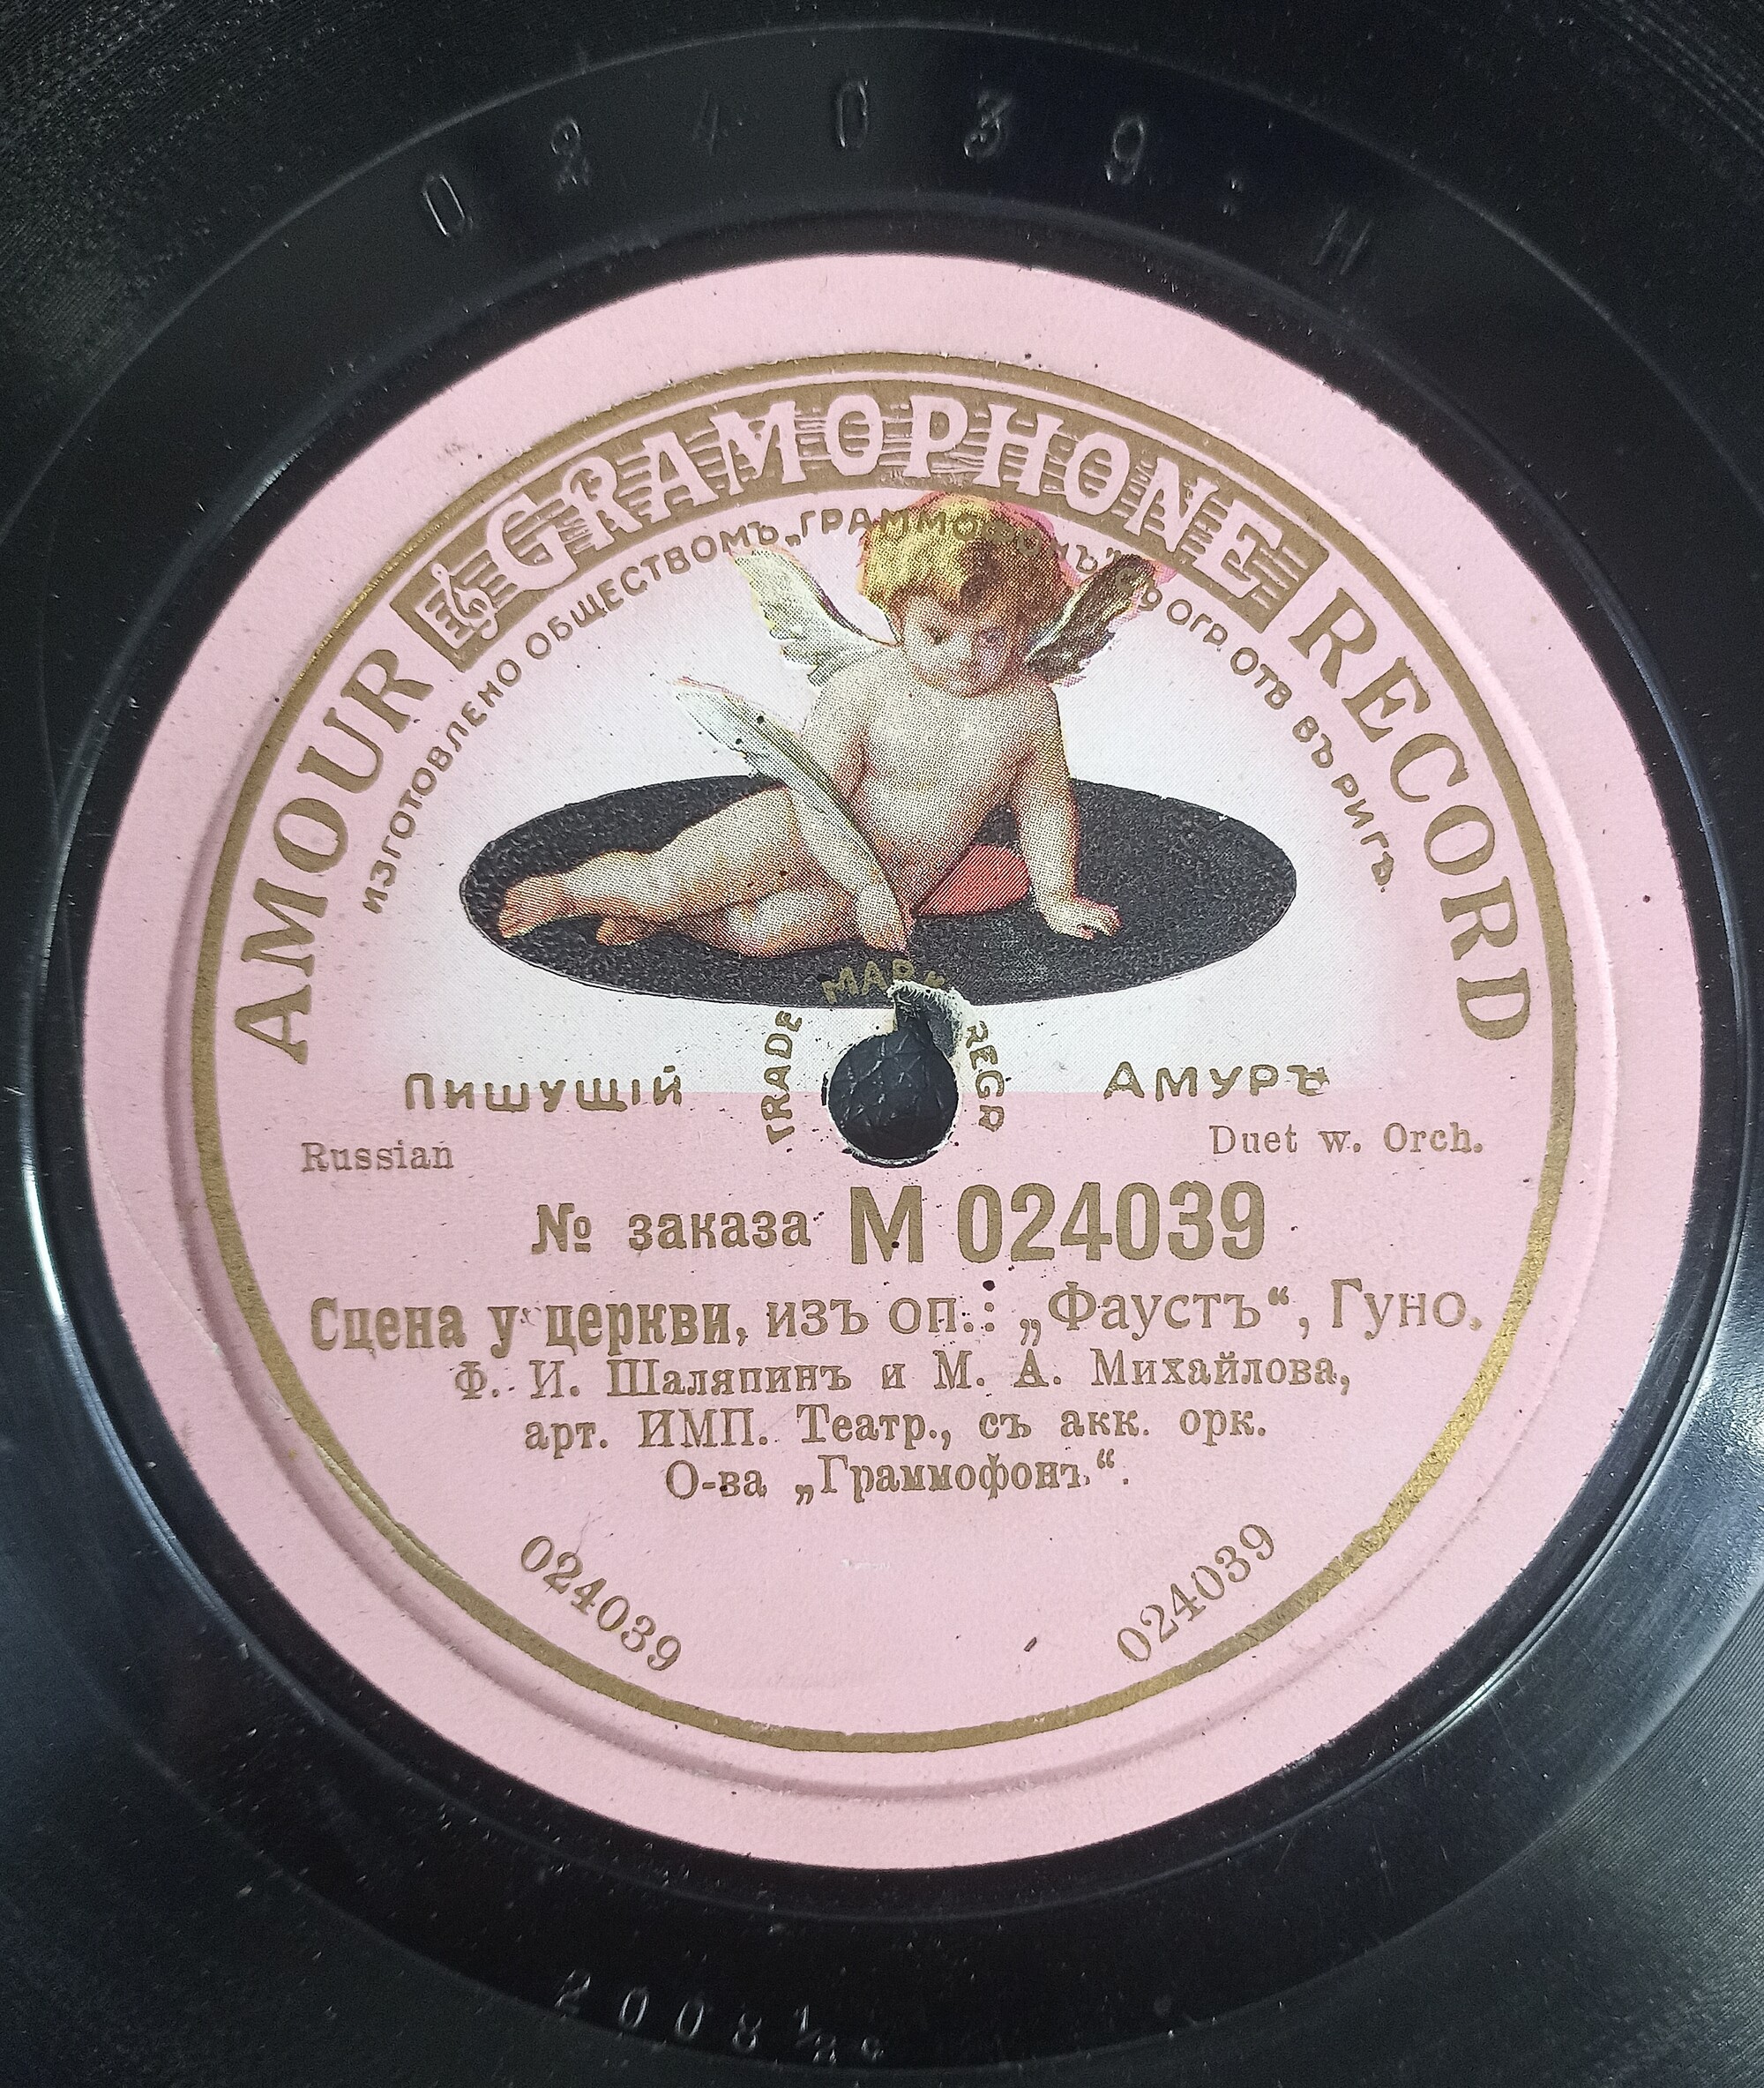 024039
AMOUR GRAMOPHONE RECORD
ИЗГОТОВЛЕНО ОБЩЕСТВОМЪ „ГРАММОФОНЪ“ СЪ ОГР. ОТВ ВЪ РИГѢ.
TRADE MARK REGD
ПИШУЩІЙ АМУРЪ
Russian Duet w. Orch.
№ заказа M 024039
Сцена у церкви, изъ оп.: „Фаустъ“, Гуно.
Ф. И. Шаляпинъ и М. А. Михайлова,
арт. ИМП. Театр., съ акк. орк.
О-ва „Граммофонъ“.
024039 024039
2008